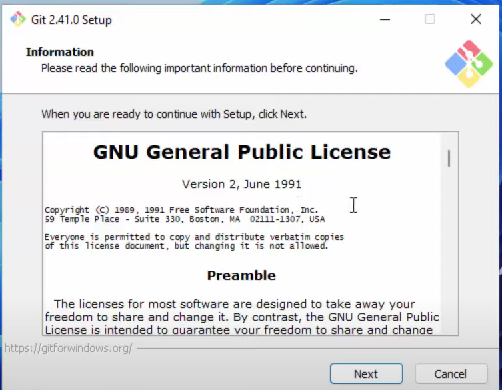 Git 2.41.0 Setup
Information
Please read the following important information before continuing.
When you are ready to continue with Setup, click Next.
GNU General Public License
Version 2, June 1991
Copyright (C) 1989, 1991 Free Software Foundation, Inc.
59 Temple Place - Suite 330, Boston, MA  02111-1307, USA
Everyone is permitted to copy and distribute verbatim copies
of this license document, but changing it is not allowed.
Preamble
The licenses for most software are designed to take away your
freedom to share and change it. By contrast, the GNU General Public
License is intended to guarantee your freedom to share and change
https://gitforwindows.org/
Next
Cancel